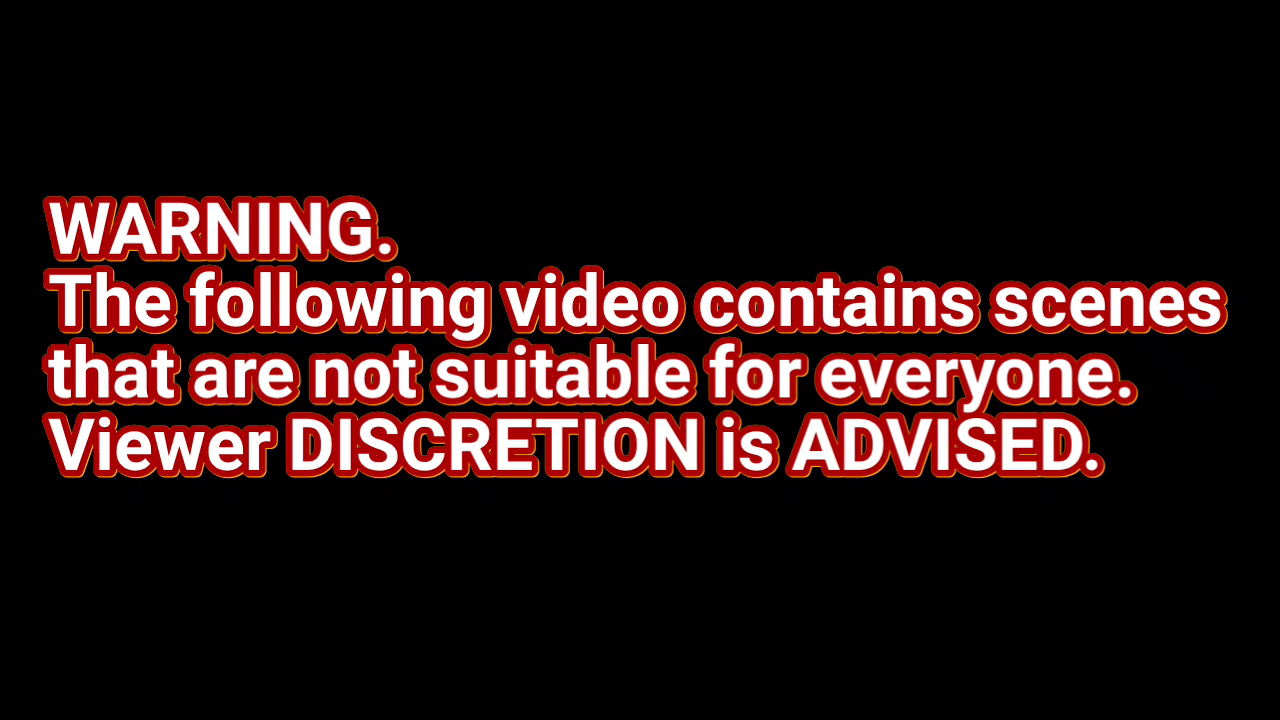 WARNING.
The following video contains scenes
that are not suitable for everyone.
Viewer DISCRETION is ADVISED.